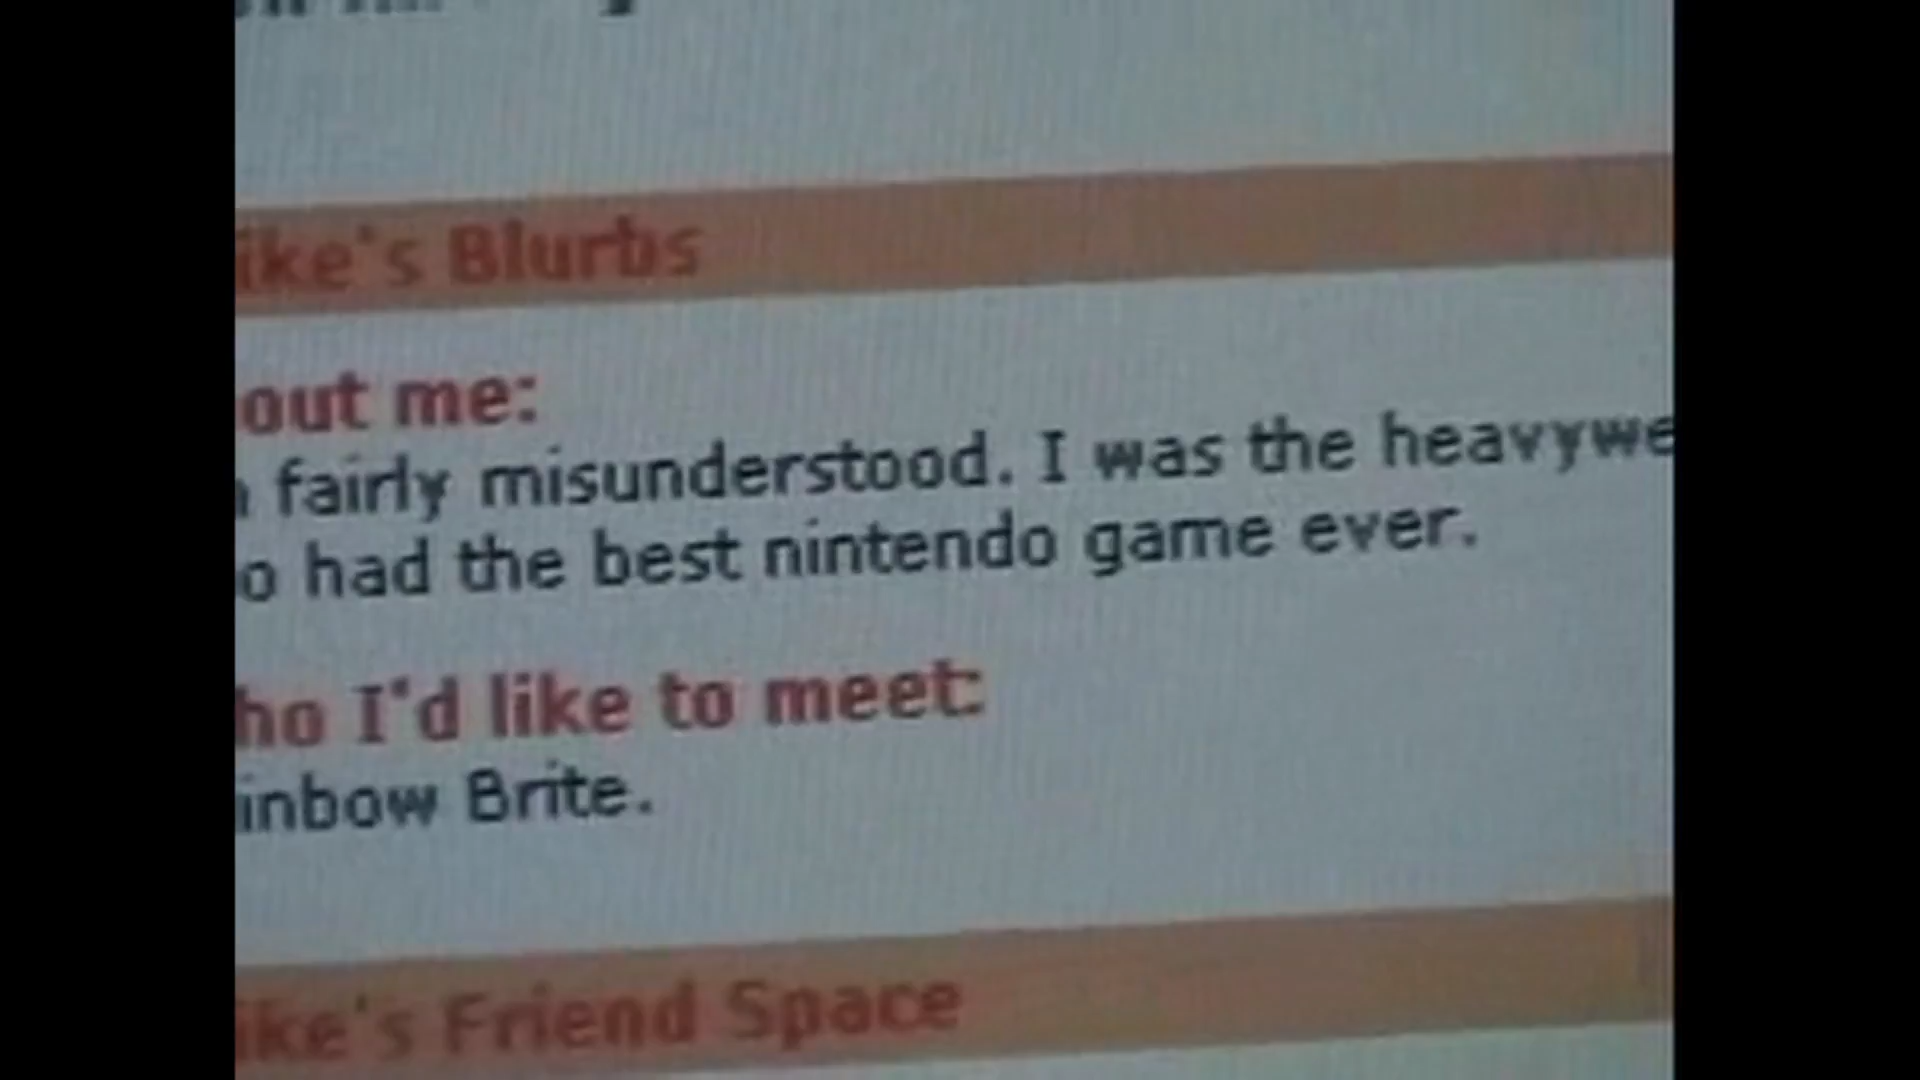 ike's Blurbs
out me:
fairly misunderstood. I was the heavywe
o had the best nintendo game ever.
ho I'd like to meet:
inbow Brite.
ike's Friend Space